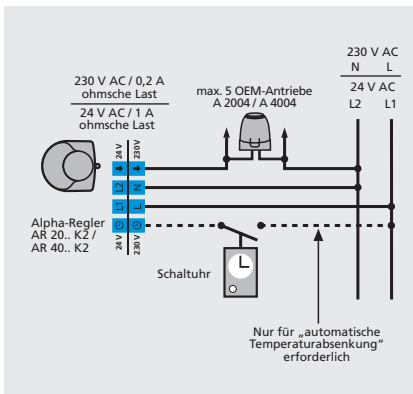 230 V AC
N L
24 V AC
L2 L1
230 V AC / 0,2 A
ohmsche Last
24 V AC / 1 A
ohmsche Last
max. 5 OEM-Antriebe
A 2004 / A 4004
24 V 230V
L2 N
L1 L
24 V 230 V
Alpha-Regler
AR 20.. K2 /
AR 40.. K2
Schaltuhr
Nur für „automatische
Temperaturabsenkung“
erforderlich